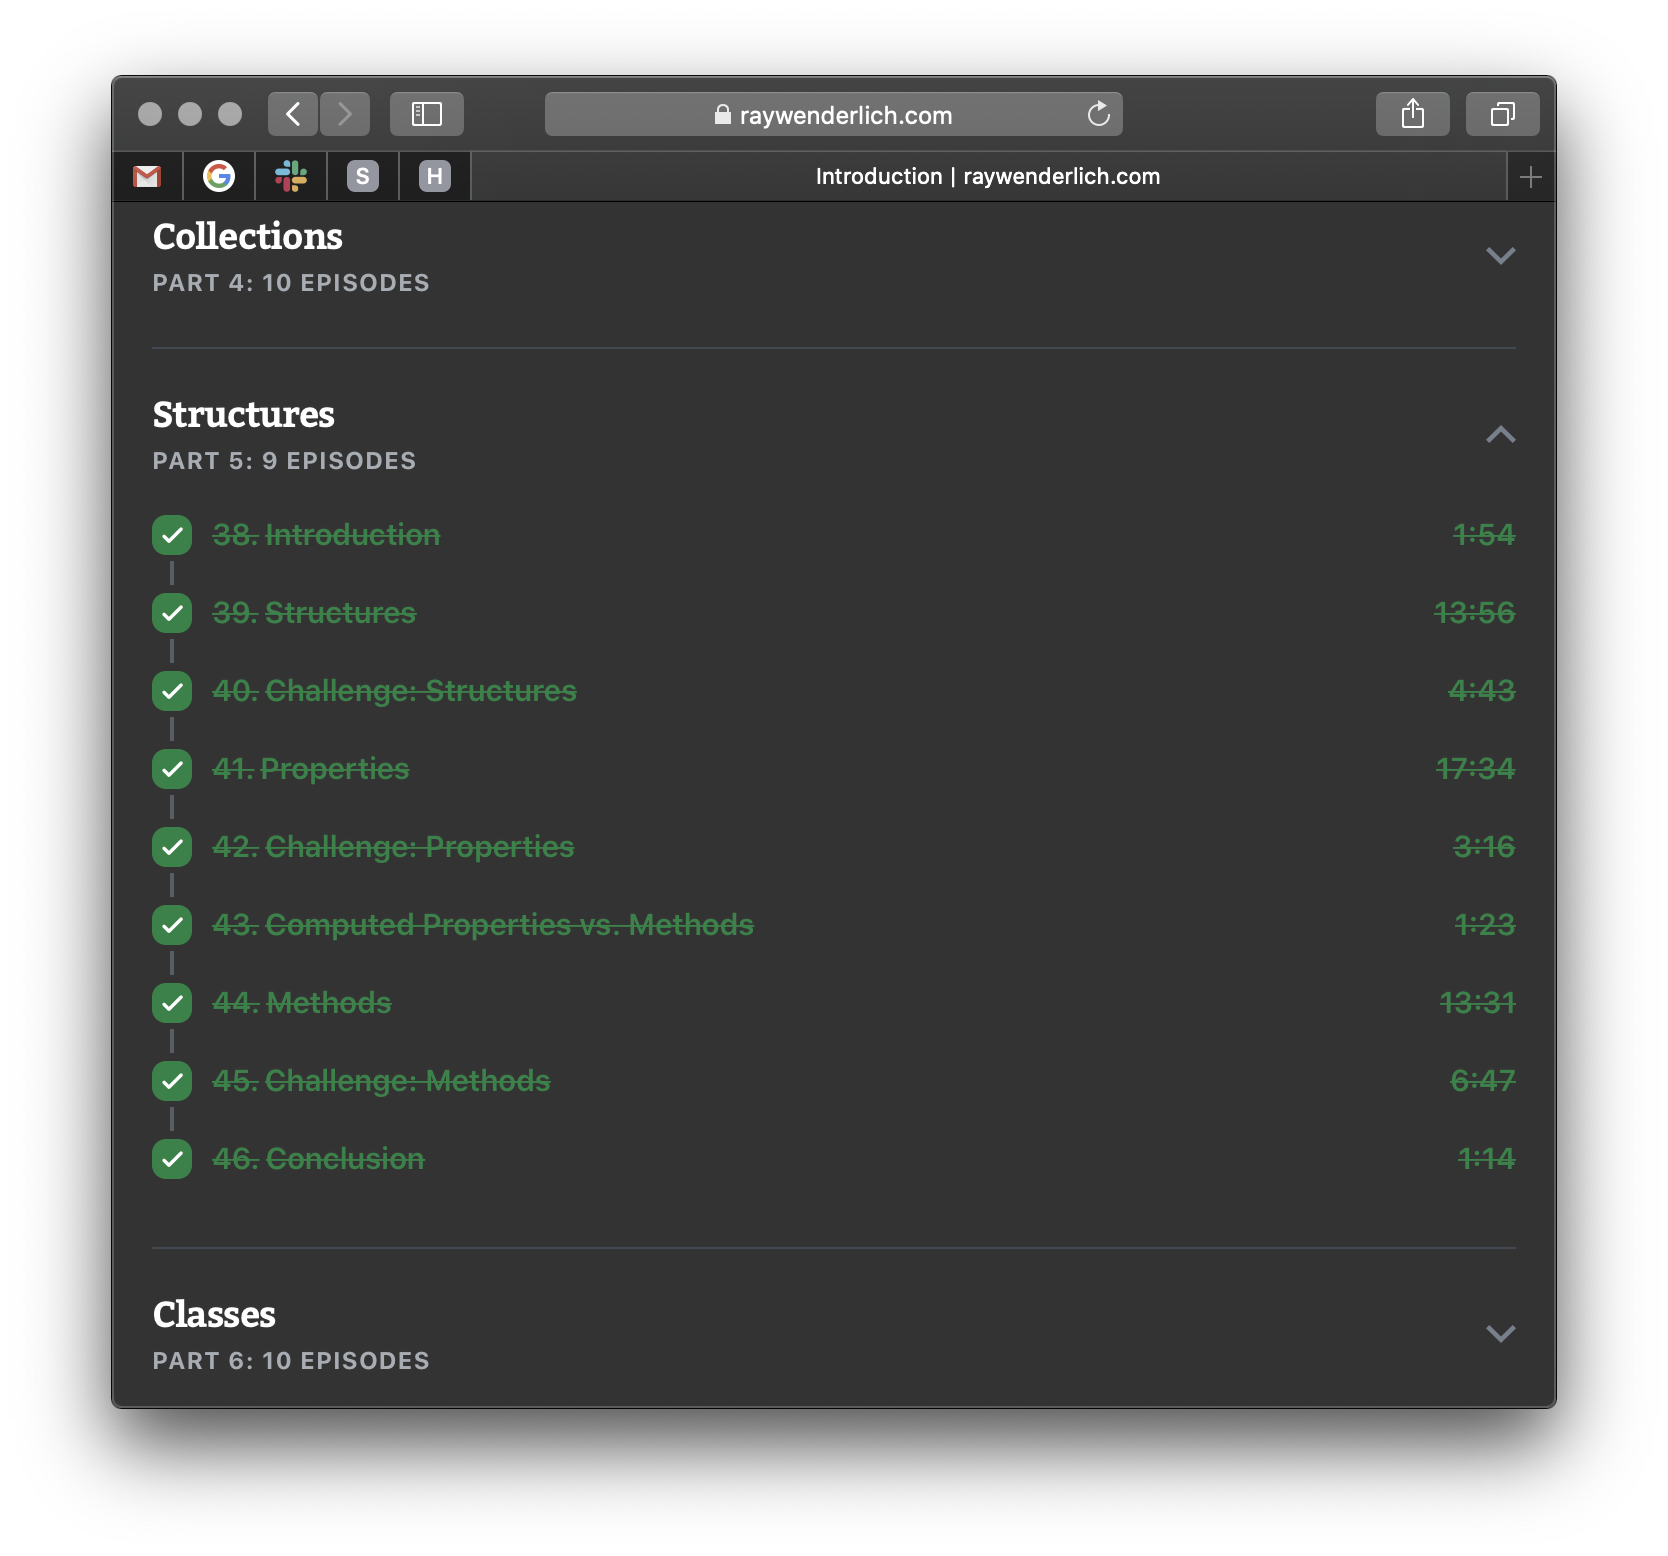 raywenderlich.com
S
H
Introduction | raywenderlich.com
Collections
PART 4: 10 EPISODES
Structures
PART 5: 9 EPISODES
38. Introduction 1:54
39. Structures 13:56
40. Challenge: Structures 4:43
41. Properties 17:34
42. Challenge: Properties 3:16
43. Computed Properties vs. Methods 1:23
44. Methods 13:31
45. Challenge: Methods 6:47
46. Conclusion 1:14
Classes
PART 6: 10 EPISODES